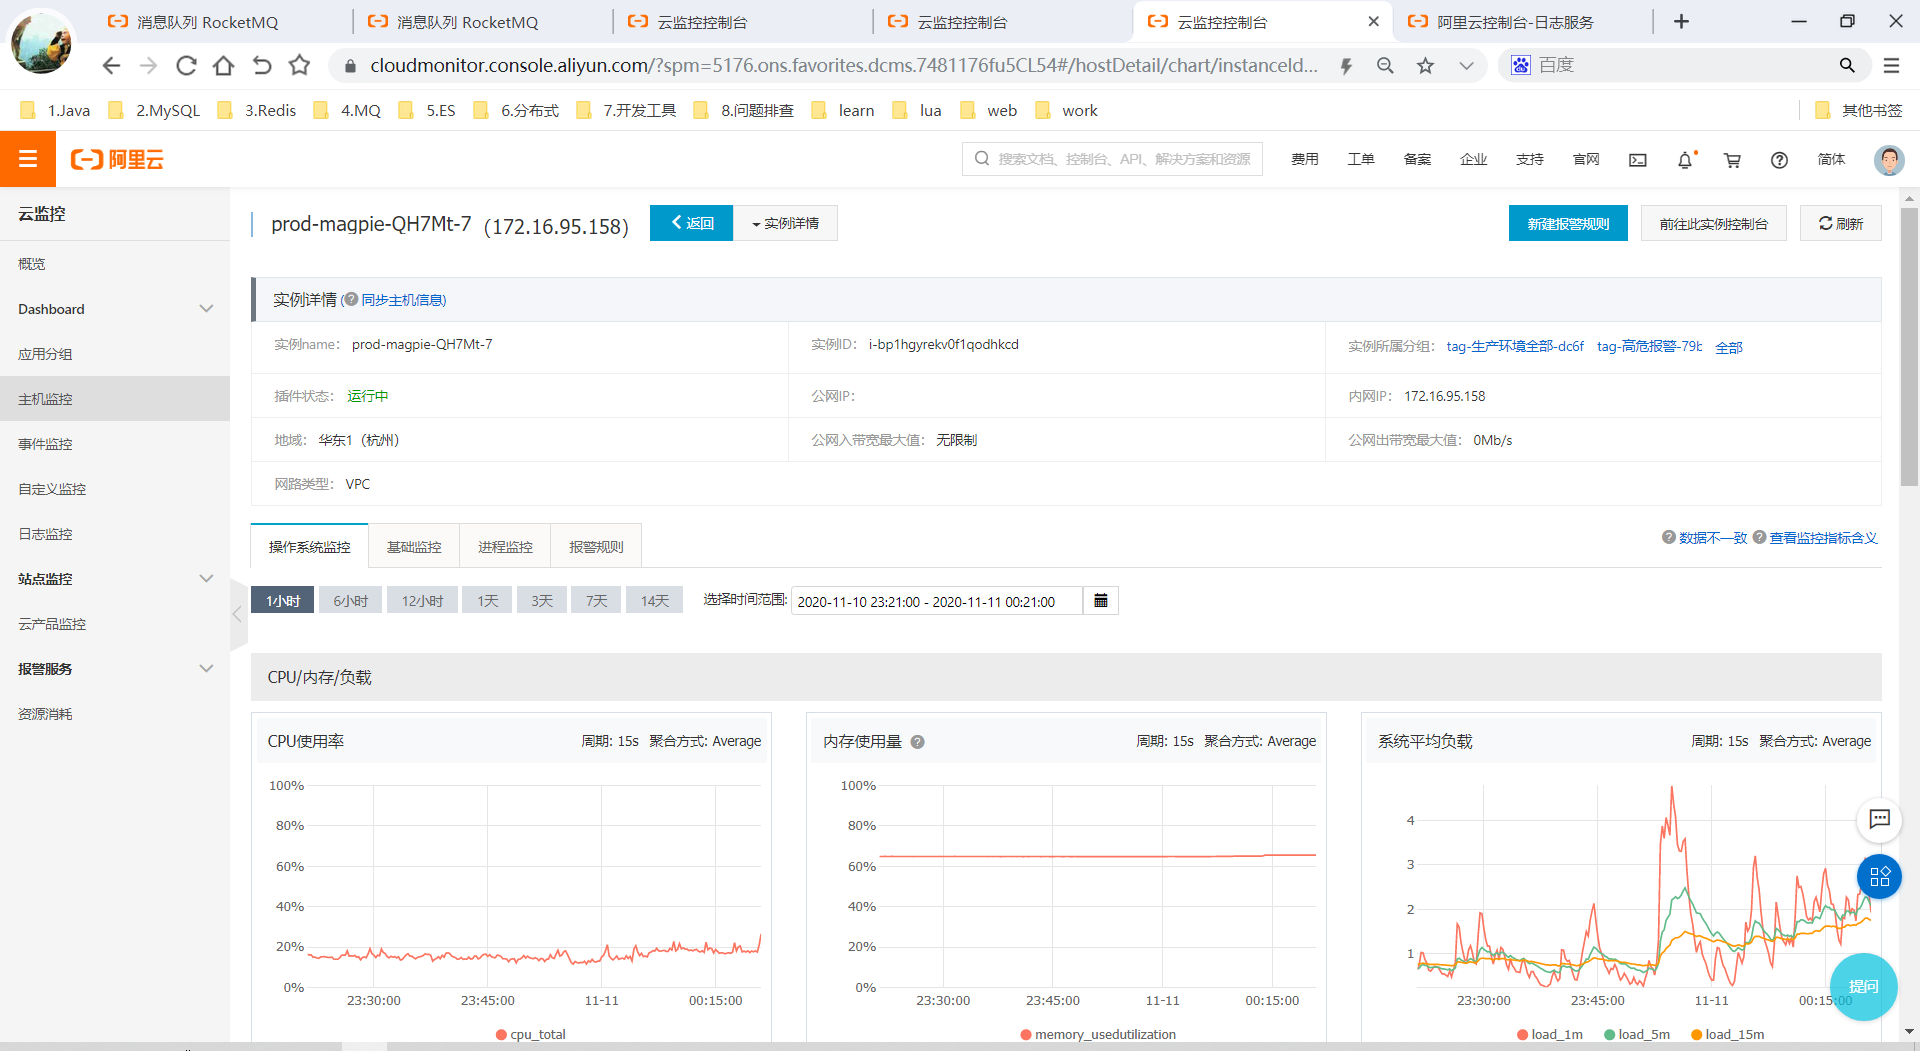 消息队列 RocketMQ
消息队列 RocketMQ
云监控控制台
云监控控制台
云监控控制台
阿里云控制台-日志服务
cloudmonitor.console.aliyun.com/?spm=5176.ons.favorites.dcms.7481176fu5CL54#/hostDetail/chart/instanceId...
百度
1.Java
2.MySQL
3.Redis
4.MQ
5.ES
6.分布式
7.开发工具
8.问题排查
learn
lua
web
work
其他书签
阿里云
搜索文档、控制台、API、解决方案和资源
费用
工单
备案
企业
支持
官网
简体
云监控
概览
Dashboard
应用分组
主机监控
事件监控
自定义监控
日志监控
站点监控
云产品监控
报警服务
资源消耗
prod-magpie-QH7Mt-7 (172.16.95.158)
返回
实例详情
新建报警规则
前往此实例控制台
刷新
实例详情 (同步主机信息)
实例name: prod-magpie-QH7Mt-7
实例ID: i-bp1hgyrekv0f1qodhkcd
实例所属分组: tag-生产环境全部-dc6f tag-高危报警-79b 全部
插件状态: 运行中
公网IP:
内网IP: 172.16.95.158
地域: 华东1（杭州）
公网入带宽最大值: 无限制
公网出带宽最大值: 0Mb/s
网路类型: VPC
操作系统监控
基础监控
进程监控
报警规则
数据不一致
查看监控指标含义
1小时
6小时
12小时
1天
3天
7天
14天
选择时间范围:
2020-11-10 23:21:00 - 2020-11-11 00:21:00
CPU/内存/负载
CPU使用率
周期: 15s 聚合方式: Average
100%
80%
60%
40%
20%
0%
23:30:00
23:45:00
11-11
00:15:00
cpu_total
内存使用量
周期: 15s 聚合方式: Average
100%
80%
60%
40%
20%
0%
23:30:00
23:45:00
11-11
00:15:00
memory_usedutilization
系统平均负载
周期: 15s 聚合方式: Average
4
3
2
1
23:30:00
23:45:00
11-11
00:15:00
load_1m
load_5m
load_15m
提问